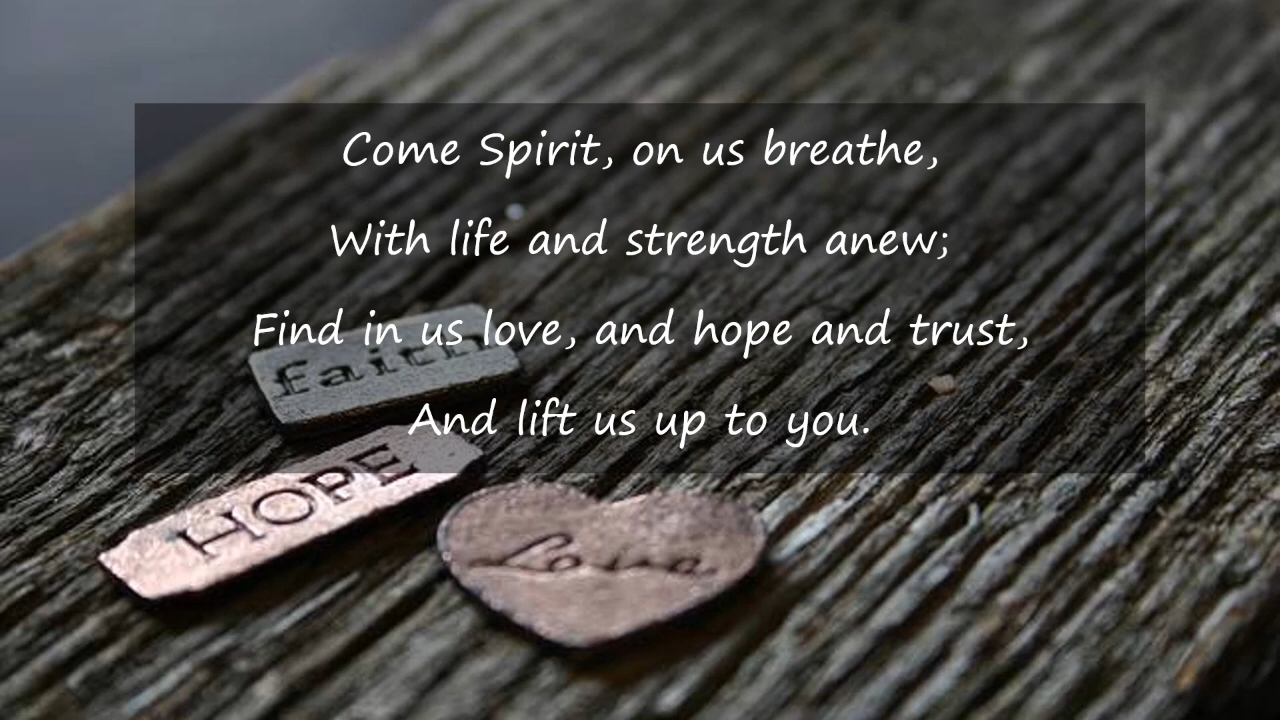 Come Spirit, on us breathe,
With life and strength anew;
Find in us love, and hope and trust,
And lift us up to you.
faith
HOPE
Love